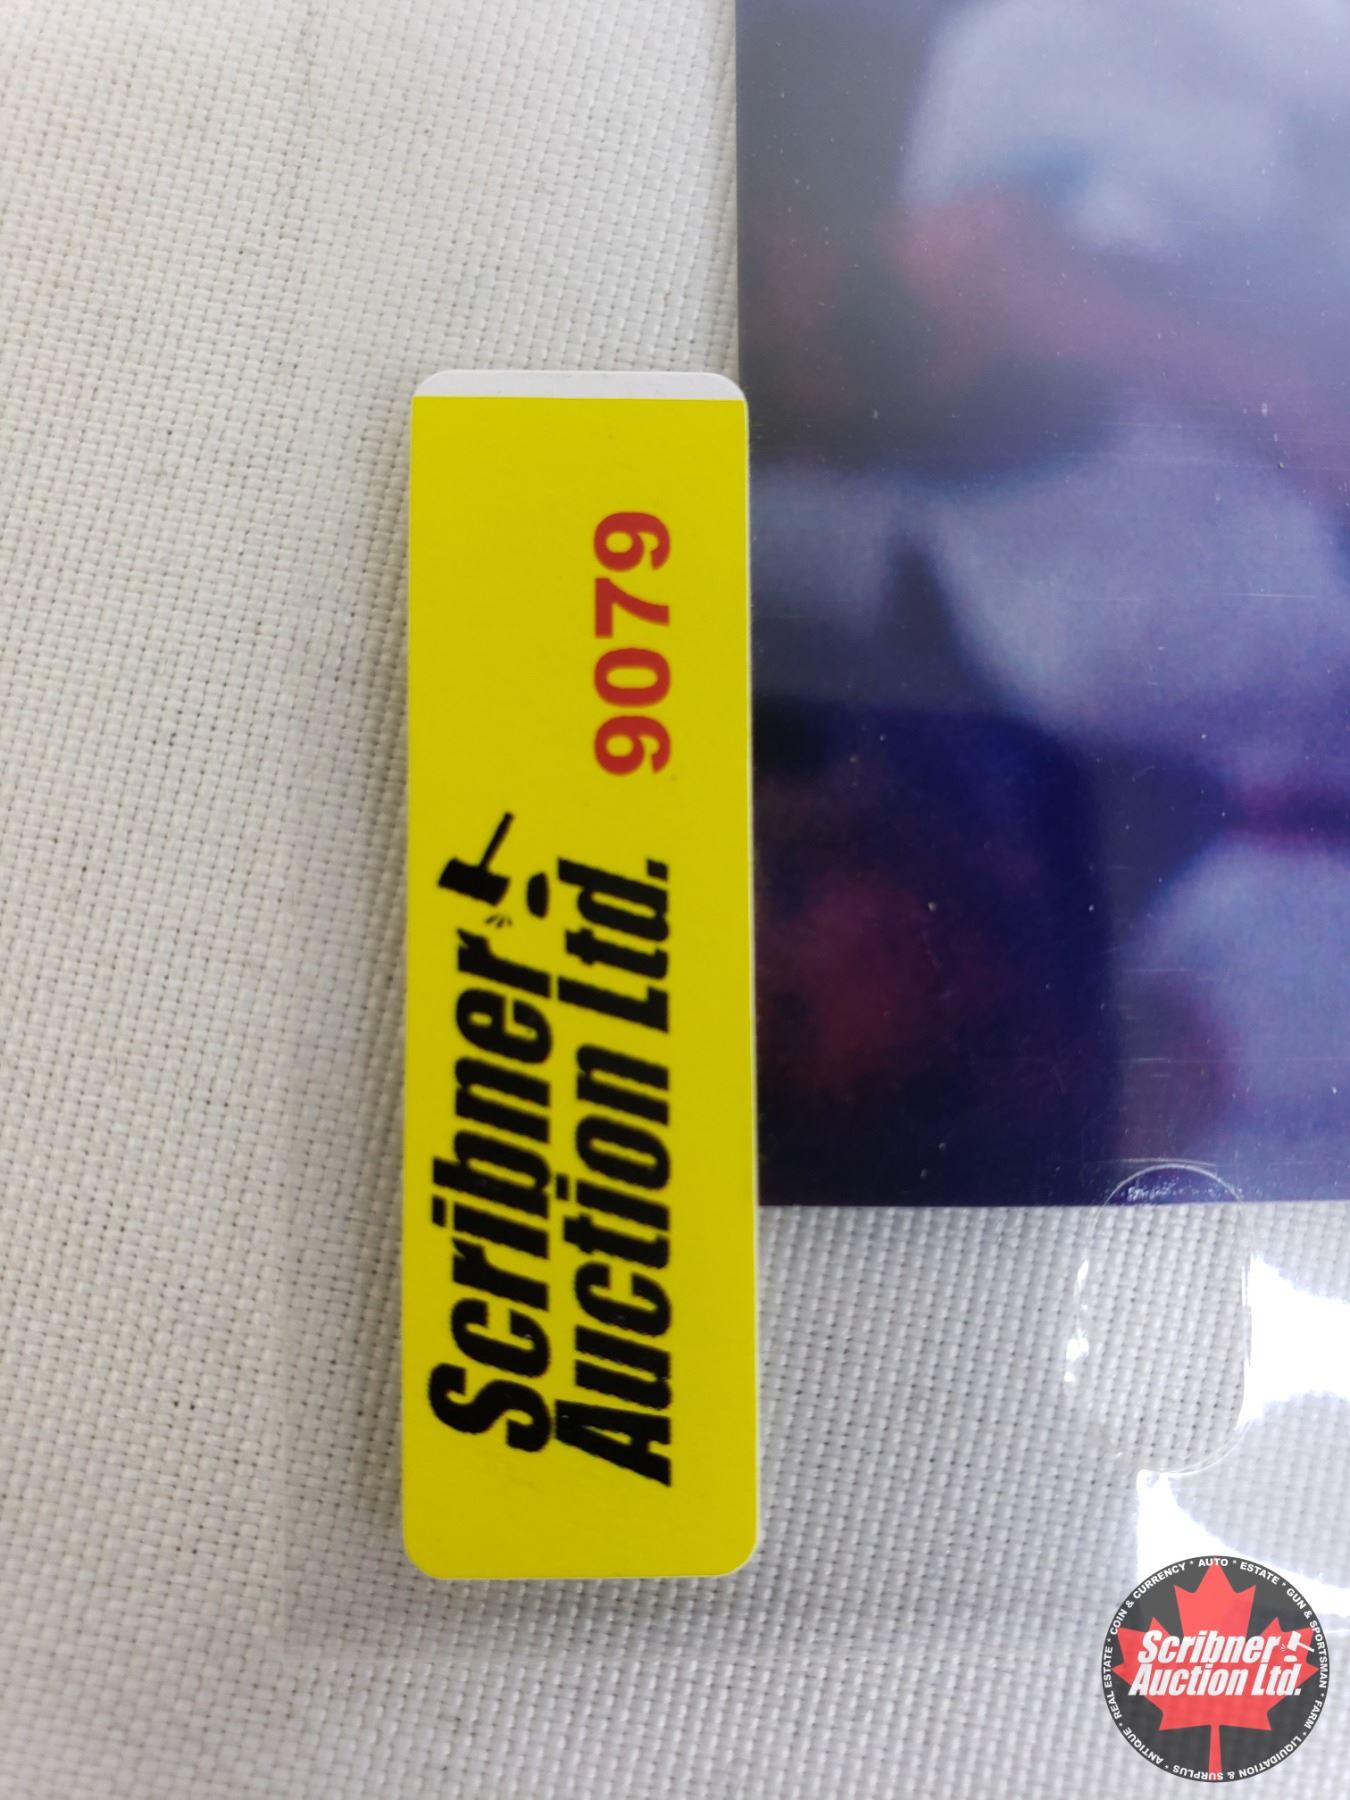 Scribner
Auction Ltd.
9079
REAL ESTATE * COIN & CURRENCY * AUTO * ESTATE * GUN & SPORTSMAN * FARM * LIQUIDATION & SURPLUS * ANTIQUE *
Scribner
Auction Ltd.